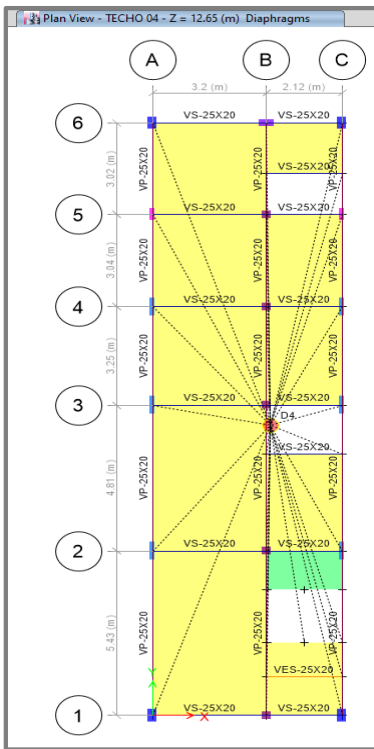 Plan View - TECHO 04 - Z = 12.65 (m) Diaphragms
A B C
3.2 (m) 2.12 (m)
6 VS-25X20 VS-25X20
3.02 (m) VP-25X20 VP-25X20 VP-25X20
VS-25X20
5 VS-25X20 VS-25X20
3.04 (m) VP-25X20 VP-25X20 VP-25X20
4 VS-25X20 VS-25X20
3.25 (m) VP-25X20 VP-25X20 VP-25X20
3 VS-25X20 VS-25X20
D4
4.81 (m) VP-25X20 VP-25X20 VP-25X20
VS-25X20
2 VS-25X20 VS-25X20
5.43 (m) VP-25X20 VP-25X20 VP-25X20
VES-25X20
Y
1 VS-25X20 VS-25X20
X